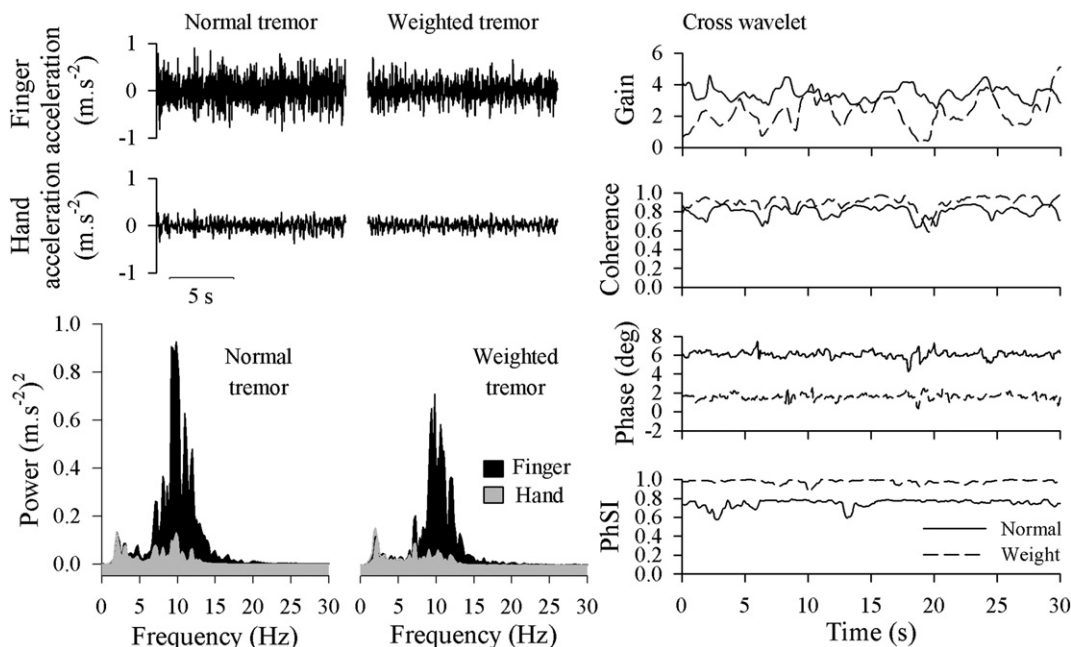 Normal tremor
Weighted tremor
Finger
acceleration
(m.s-2)
1
0
-1
Hand
acceleration
(m.s-2)
1
0
-1
5 s
Power (m.s-2)2
1.0
0.8
0.6
0.4
0.2
0.0
Normal
tremor
Weighted
tremor
Finger
Hand
0 5 10 15 20 25 30
0 5 10 15 20 25 30
Frequency (Hz)
Frequency (Hz)
Cross wavelet
Gain
6
4
2
0
Coherence
1.0
0.8
0.6
0.4
0.2
0.0
Phase (deg)
8
6
4
2
0
-2
PhSI
1.0
0.8
0.6
0.4
0.2
0.0
Normal
Weight
0 5 10 15 20 25 30
Time (s)